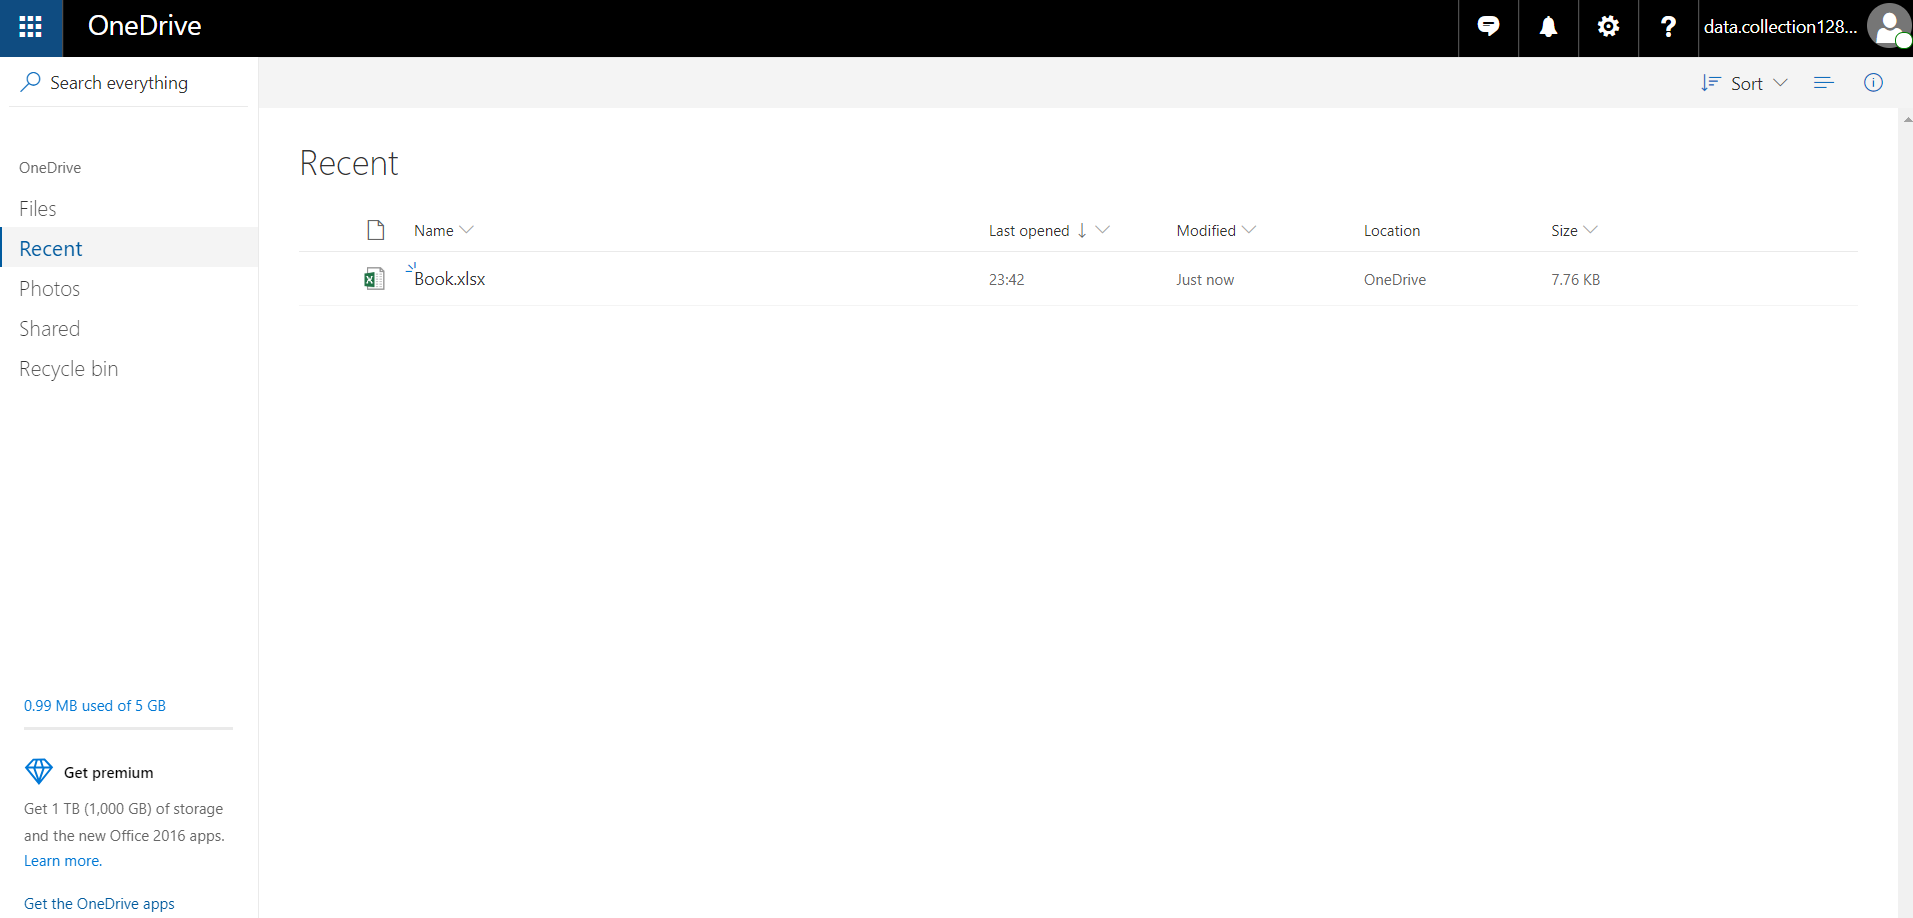 OneDrive
data.collection128...
Search everything
Sort
OneDrive
Files
Recent
Photos
Shared
Recycle bin
Recent
Name Last opened Modified Location Size
Book.xlsx 23:42 Just now OneDrive 7.76 KB
0.99 MB used of 5 GB
Get premium
Get 1 TB (1,000 GB) of storage
and the new Office 2016 apps.
Learn more.
Get the OneDrive apps